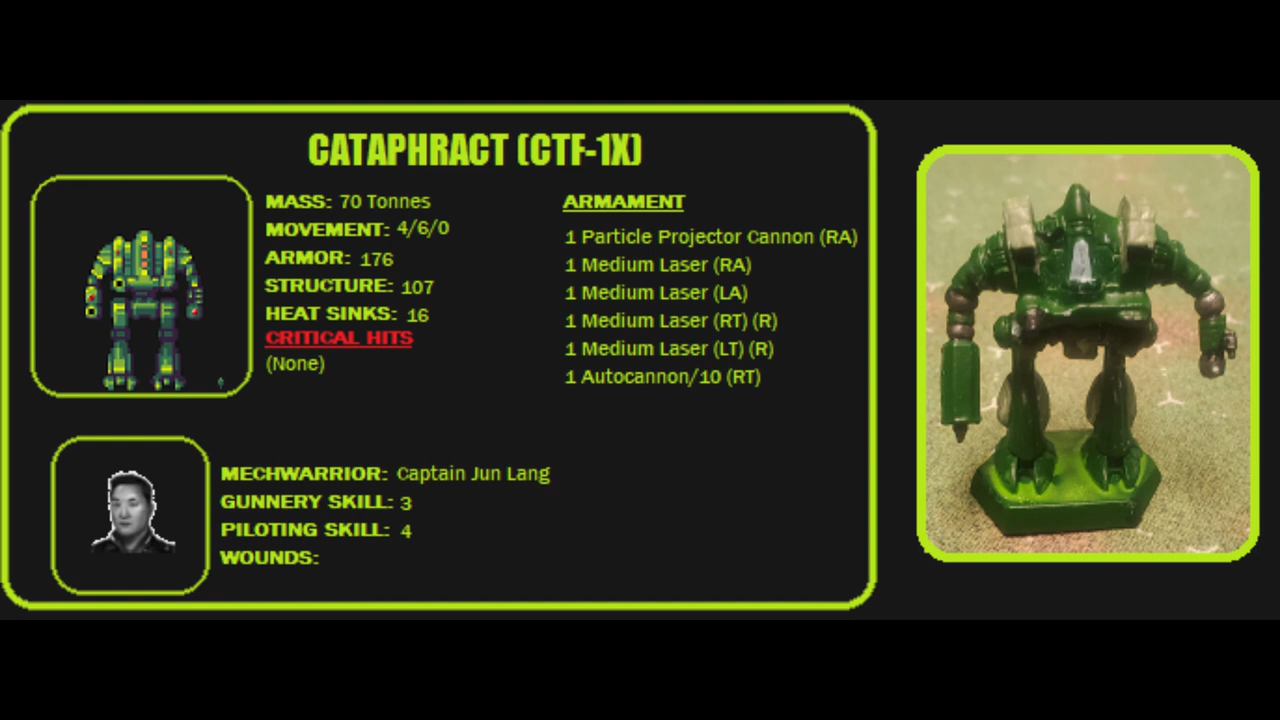 CATAPHRACT (CTF-1X)
MASS: 70 Tonnes
MOVEMENT: 4/6/0
ARMOR: 176
STRUCTURE: 107
HEAT SINKS: 16
CRITICAL HITS
(None)
ARMAMENT
1 Particle Projector Cannon (RA)
1 Medium Laser (RA)
1 Medium Laser (LA)
1 Medium Laser (RT) (R)
1 Medium Laser (LT) (R)
1 Autocannon/10 (RT)
MECHWARRIOR: Captain Jun Lang
GUNNERY SKILL: 3
PILOTING SKILL: 4
WOUNDS: